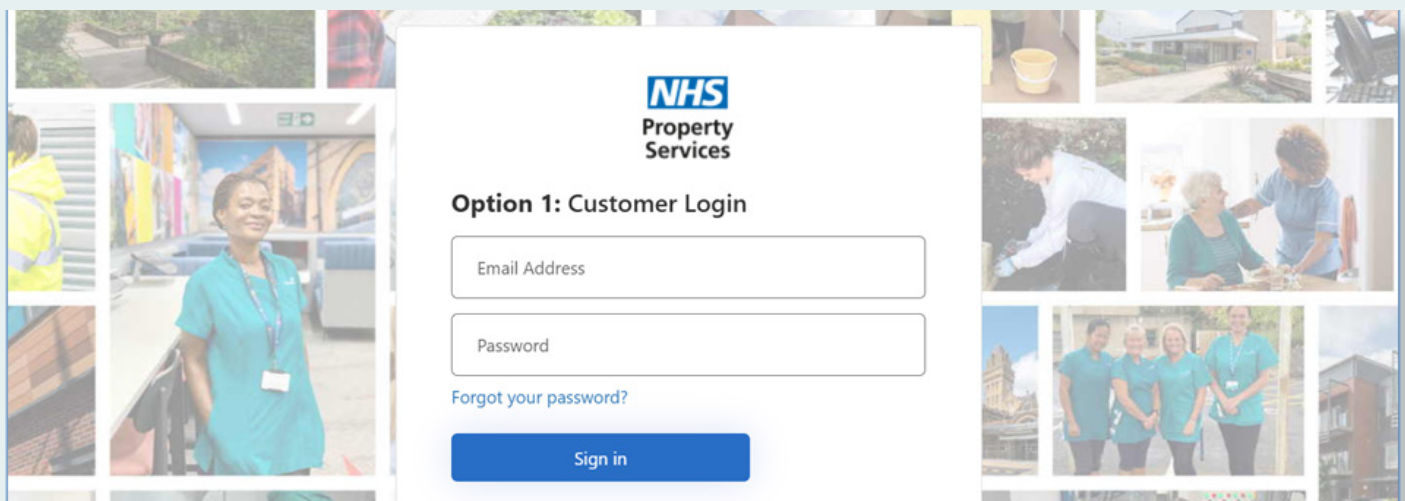 NHS
Property
Services
Option 1: Customer Login
Email Address
Password
Forgot your password?
Sign in